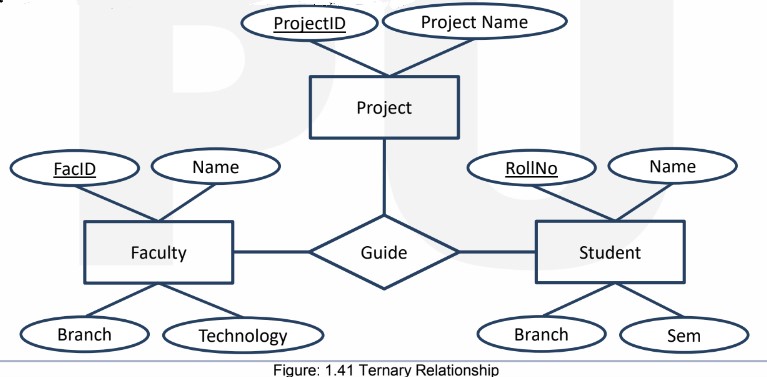 ProjectID
Project Name
Project
FacID
Name
RollNo
Name
Faculty
Guide
Student
Branch
Technology
Branch
Sem
Figure: 1.41 Ternary Relationship